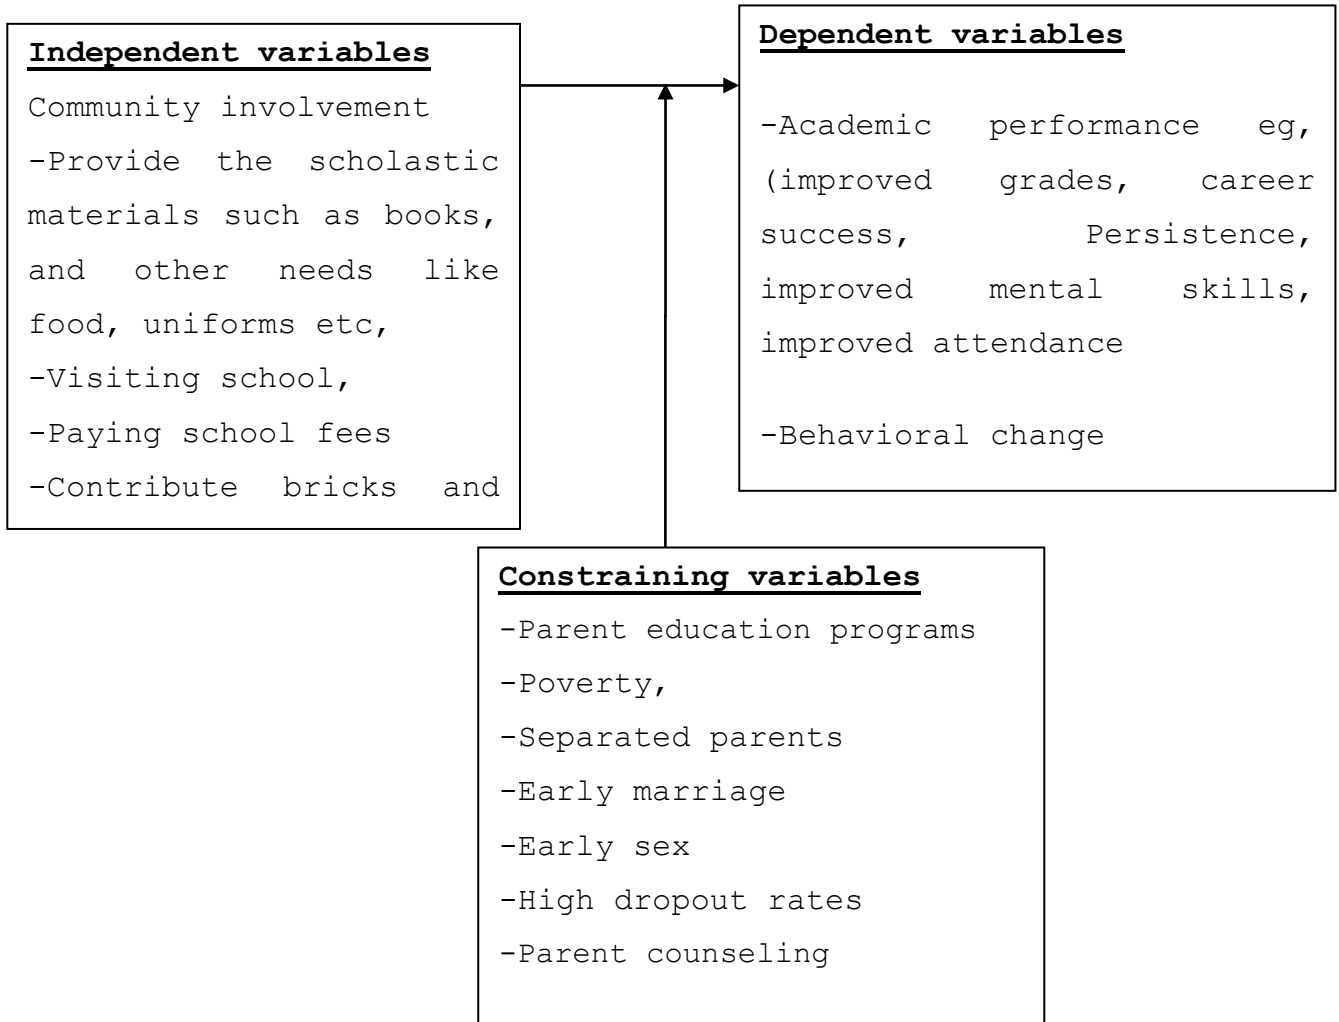 Independent variables
Community involvement
-Provide the scholastic
materials such as books,
and other needs like
food, uniforms etc,
-Visiting school,
-Paying school fees
-Contribute bricks and
Dependent variables
-Academic performance eg,
(improved grades, career
success, Persistence,
improved mental skills,
improved attendance
-Behavioral change
Constraining variables
-Parent education programs
-Poverty,
-Separated parents
-Early marriage
-Early sex
-High dropout rates
-Parent counseling